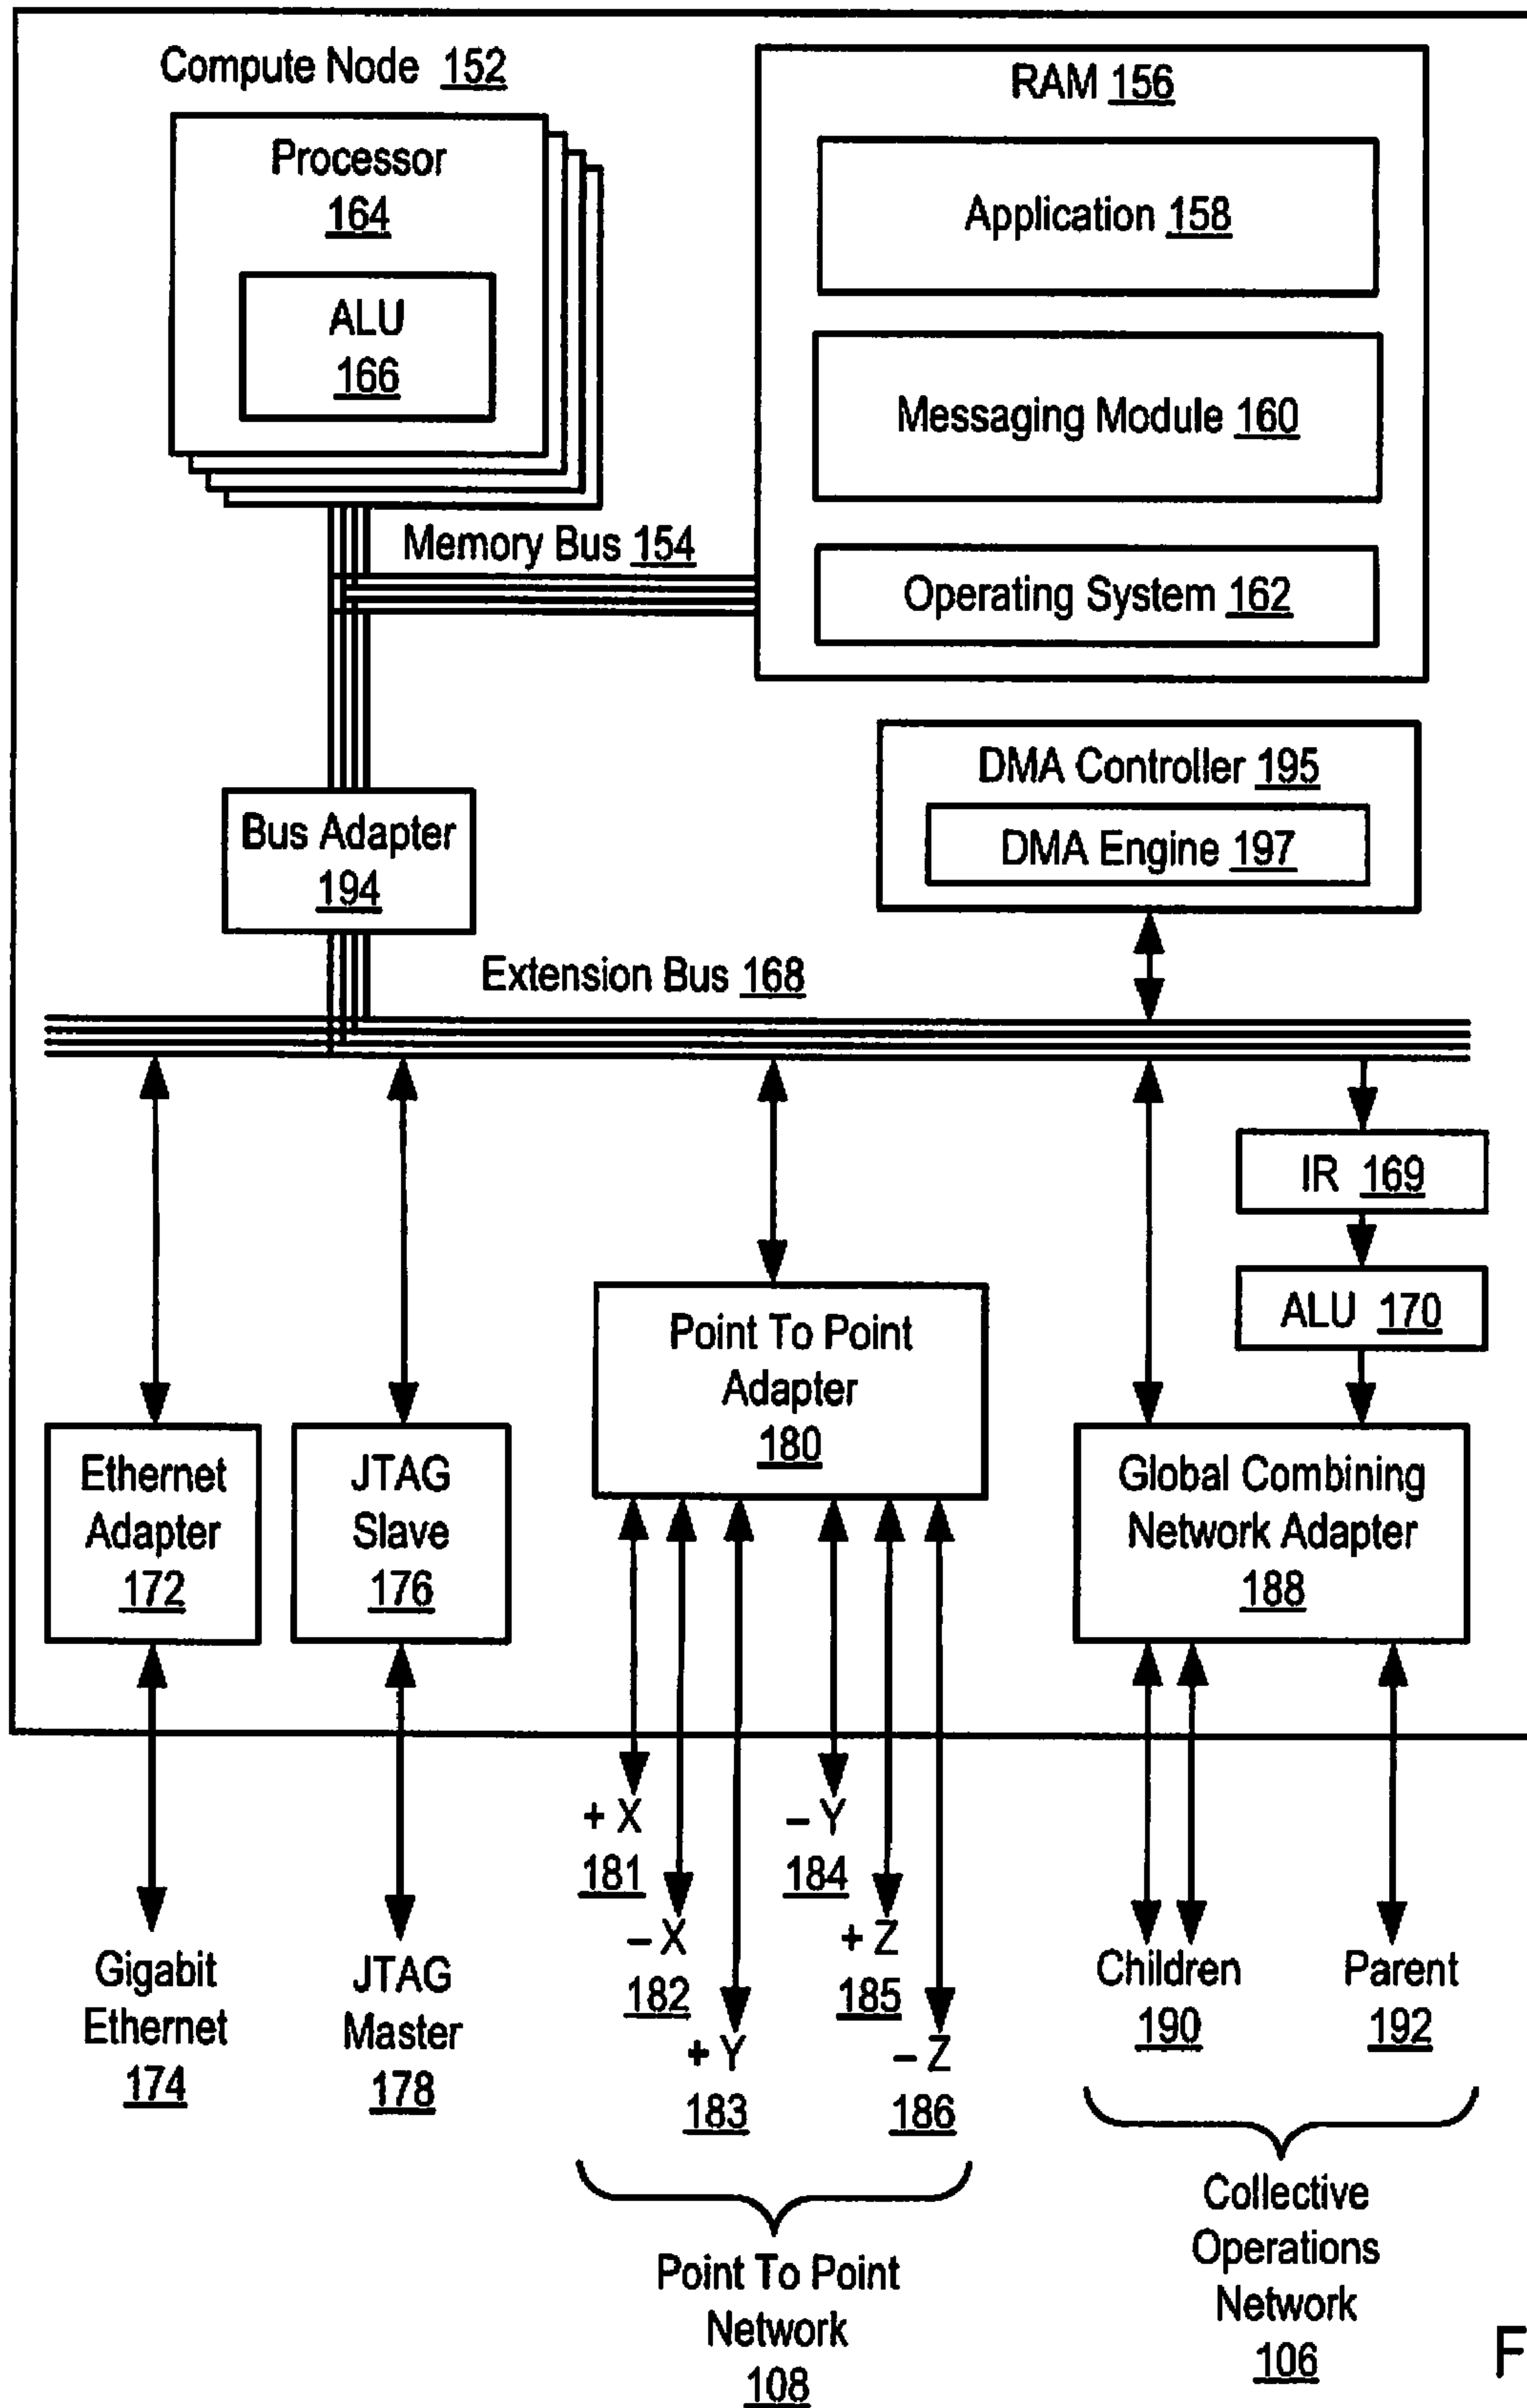 Compute Node 152
Processor
164
ALU
166
RAM 156
Application 158
Messaging Module 160
Operating System 162
Memory Bus 154
DMA Controller 195
DMA Engine 197
Bus Adapter
194
Extension Bus 168
IR 169
ALU 170
Point To Point
Adapter
180
Ethernet
Adapter
172
JTAG
Slave
176
Global Combining
Network Adapter
188
+ X
181
– X
182
+ Y
183
– Y
184
+ Z
185
– Z
186
Gigabit
Ethernet
174
JTAG
Master
178
Children
190
Parent
192
Point To Point
Network
108
Collective
Operations
Network
106
F